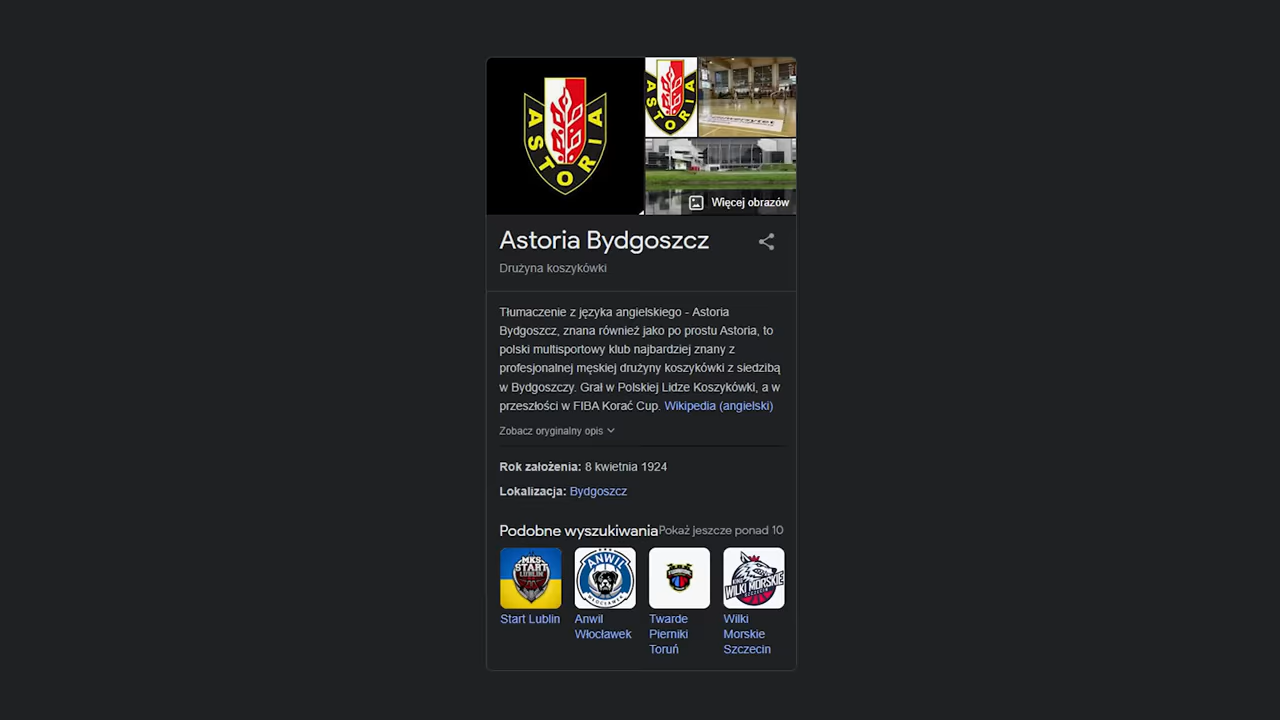 ASTORIA
ASTORIA
Więcej obrazów
Astoria Bydgoszcz
Drużyna koszykówki
Tłumaczenie z języka angielskiego - Astoria
Bydgoszcz, znana również jako po prostu Astoria, to
polski multisportowy klub najbardziej znany z
profesjonalnej męskiej drużyny koszykówki z siedzibą
w Bydgoszczy. Grał w Polskiej Lidze Koszykówki, a w
przeszłości w FIBA Korać Cup. Wikipedia (angielski)
Zobacz oryginalny opis
Rok założenia: 8 kwietnia 1924
Lokalizacja: Bydgoszcz
Podobne wyszukiwania Pokaż jeszcze ponad 10
MKS
START
LUBLIN
ANWIL
WŁOCŁAWEK
WILKI MORSKIE
SZCZECIN
Start Lublin
Anwil
Włocławek
Twarde
Pierniki
Toruń
Wilki
Morskie
Szczecin